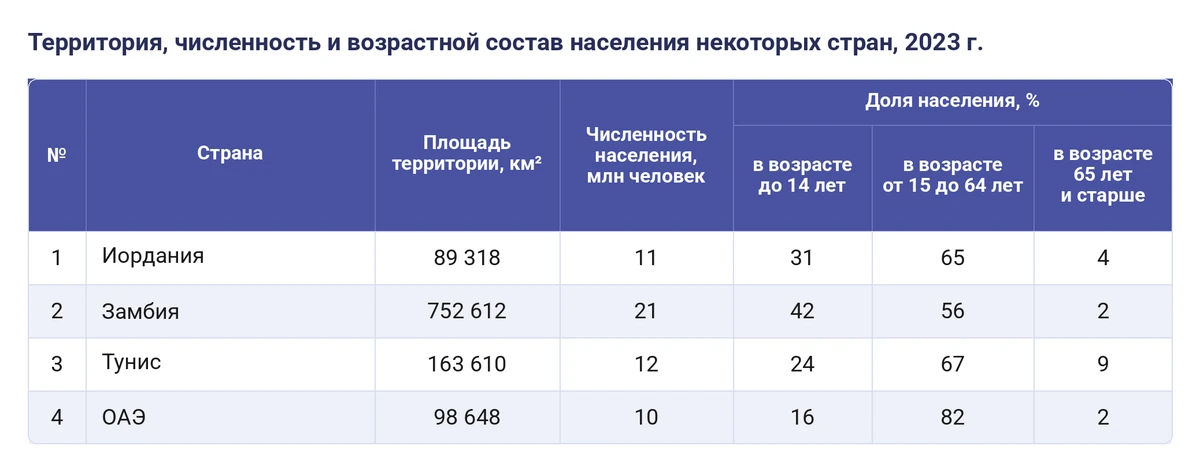 Территория, численность и возрастной состав населения некоторых стран, 2023 г.
№
Страна
Площадь
территории, км²
Численность
населения,
млн человек
Доля населения, %
в возрасте
до 14 лет
в возрасте
от 15 до 64 лет
в возрасте
65 лет
и старше
1 Иордания 89 318 11 31 65 4
2 Замбия 752 612 21 42 56 2
3 Тунис 163 610 12 24 67 9
4 ОАЭ 98 648 10 16 82 2